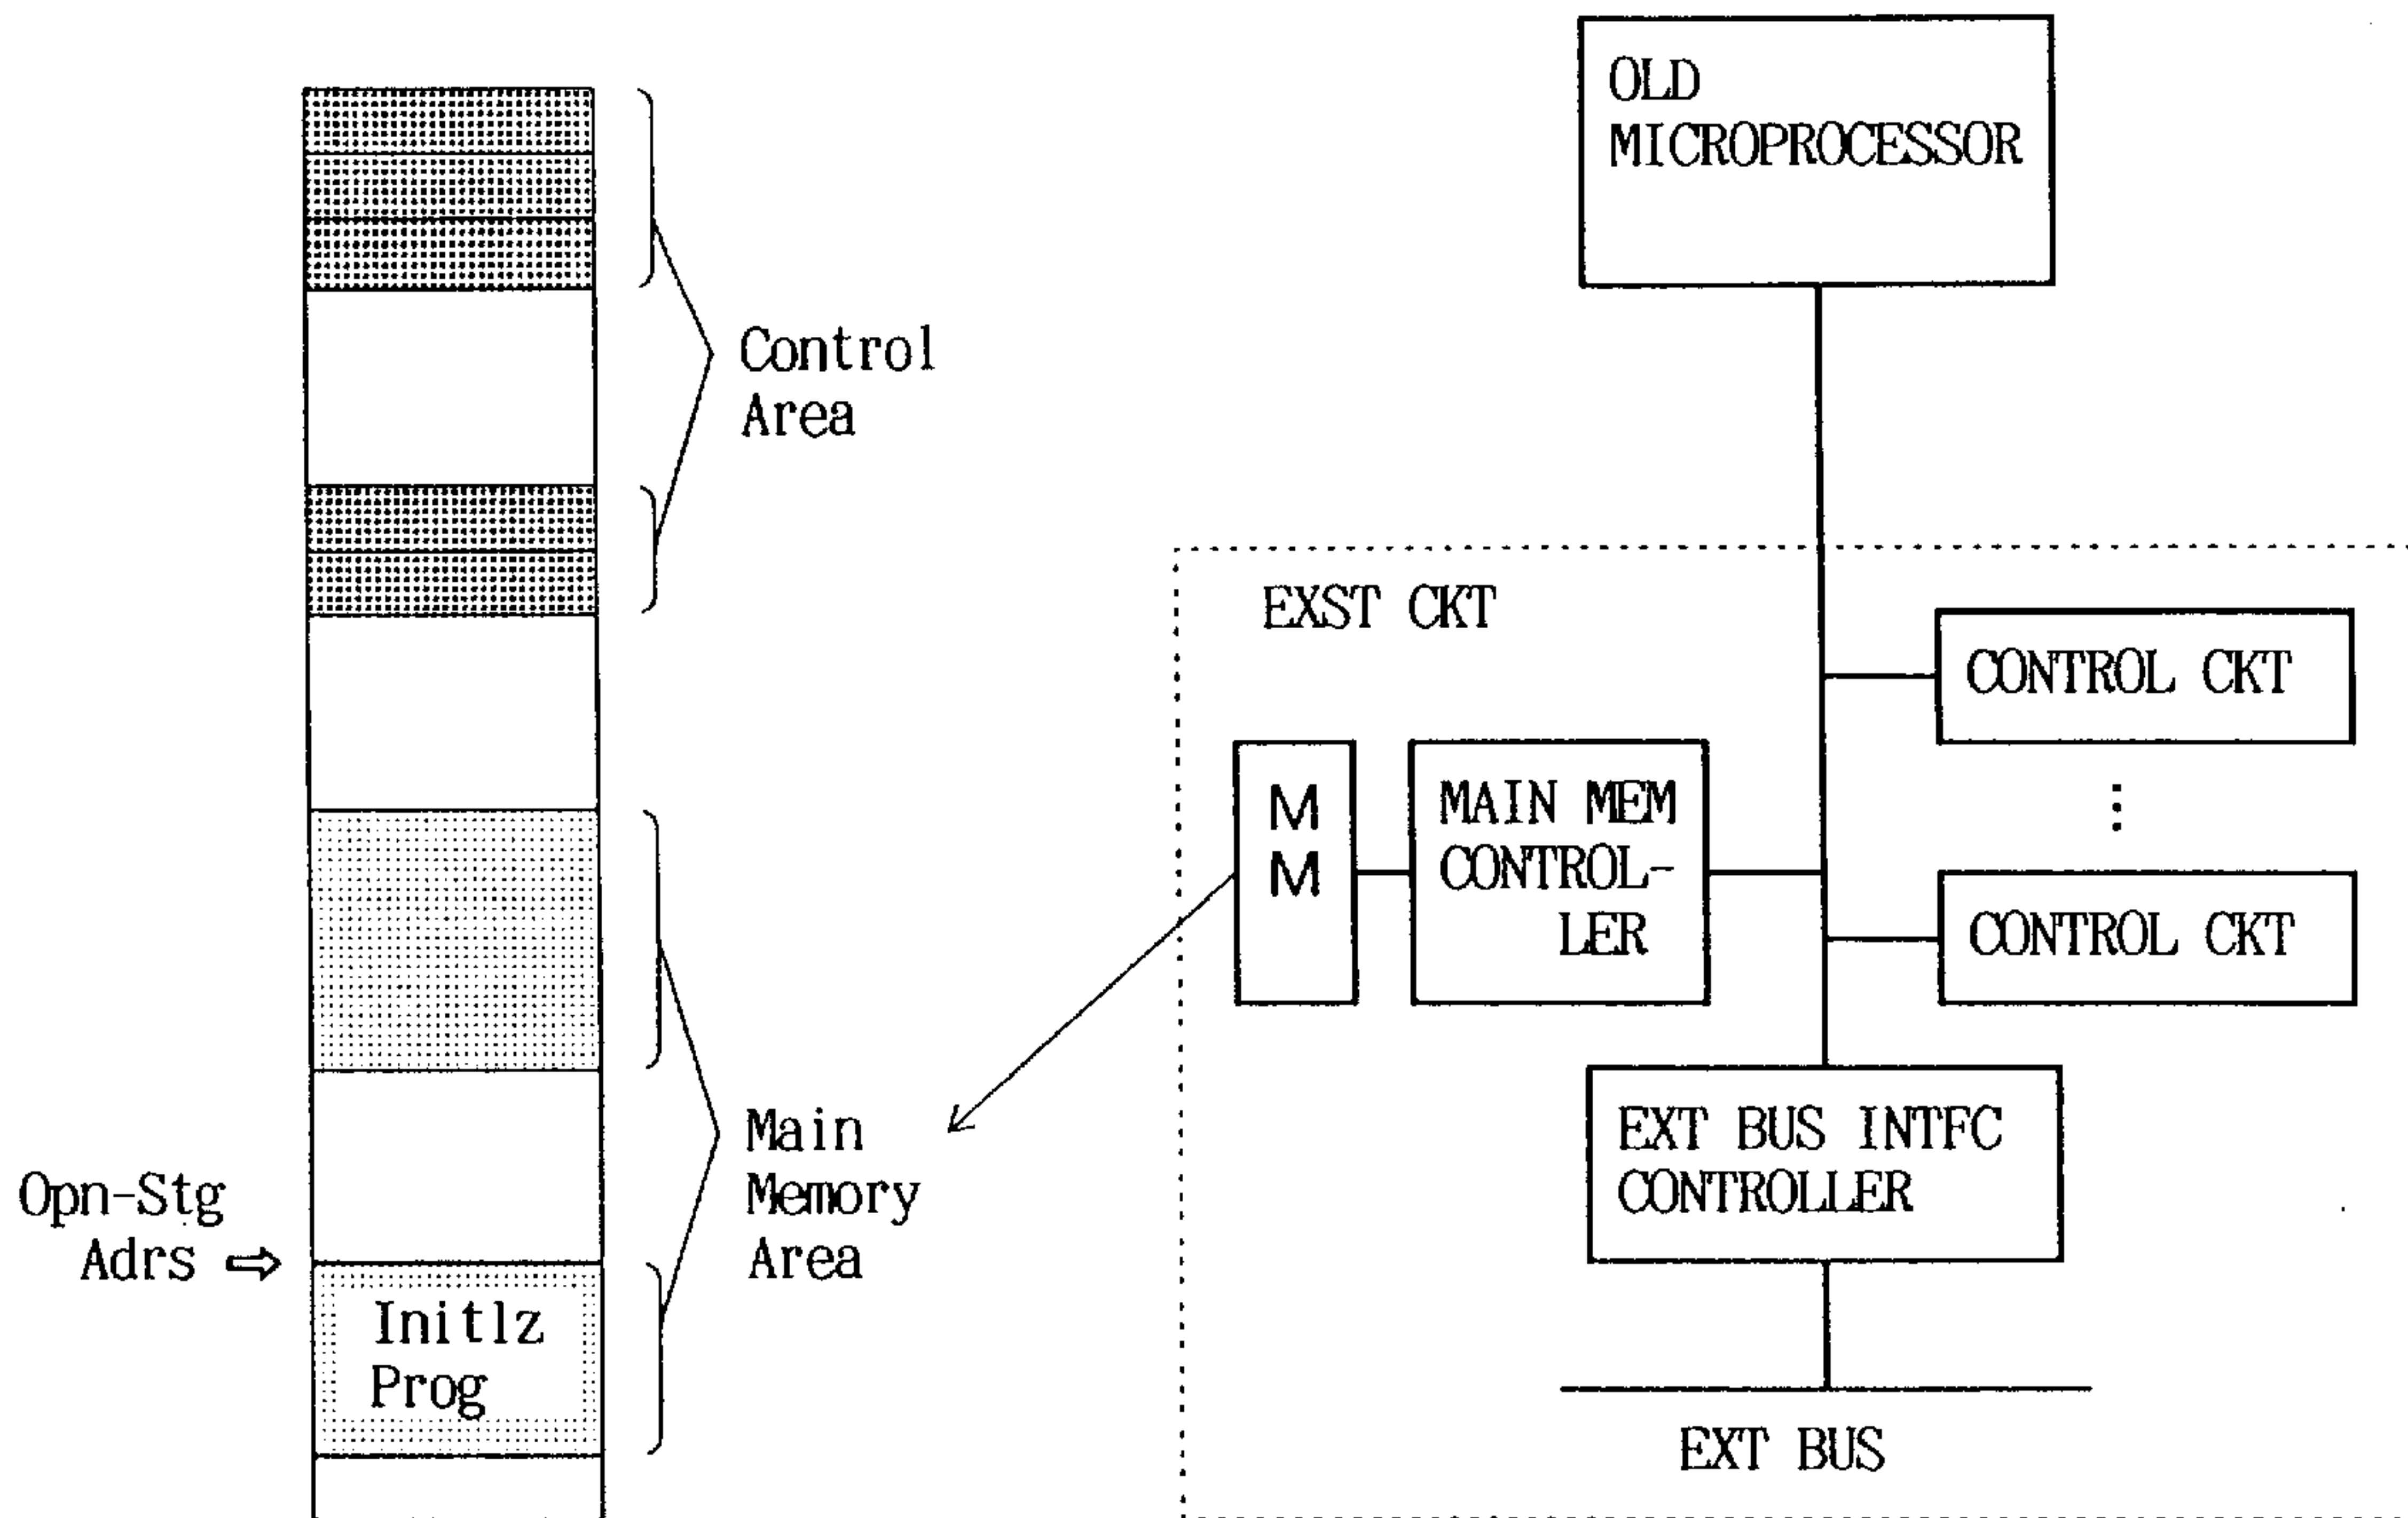 OLD
MICROPROCESSOR
Control
Area
EXST CKT
CONTROL CKT
M
M
MAIN MEM
CONTROL-
LER
⋮
CONTROL CKT
Main
Memory
Area
EXT BUS INTFC
CONTROLLER
Opn-Stg
Adrs ⇨
Initlz
Prog
EXT BUS